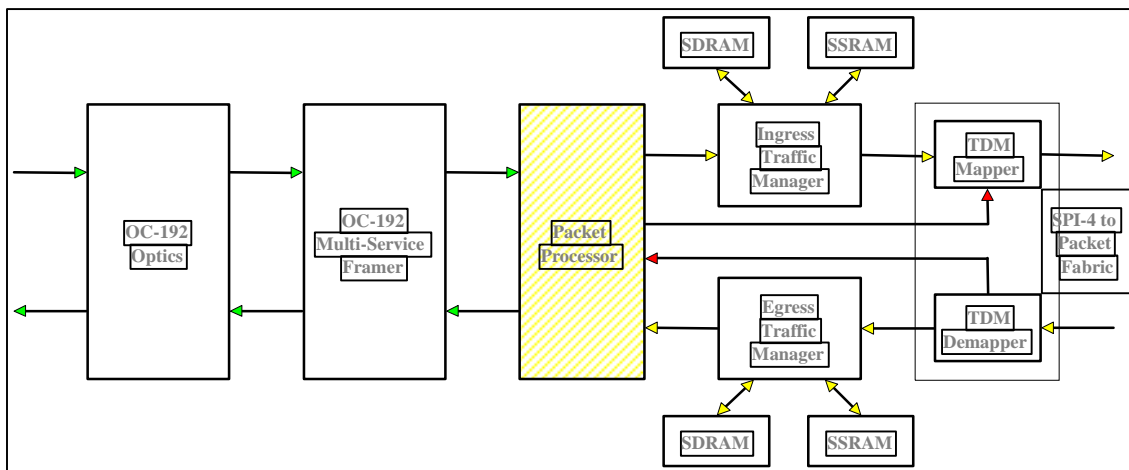 SDRAM
SSRAM
OC-192
Optics
OC-192
Multi-Service
Framer
Packet
Processor
Ingress
Traffic
Manager
TDM
Mapper
SPI-4 to
Packet
Fabric
Egress
Traffic
Manager
TDM
Demapper
SDRAM
SSRAM